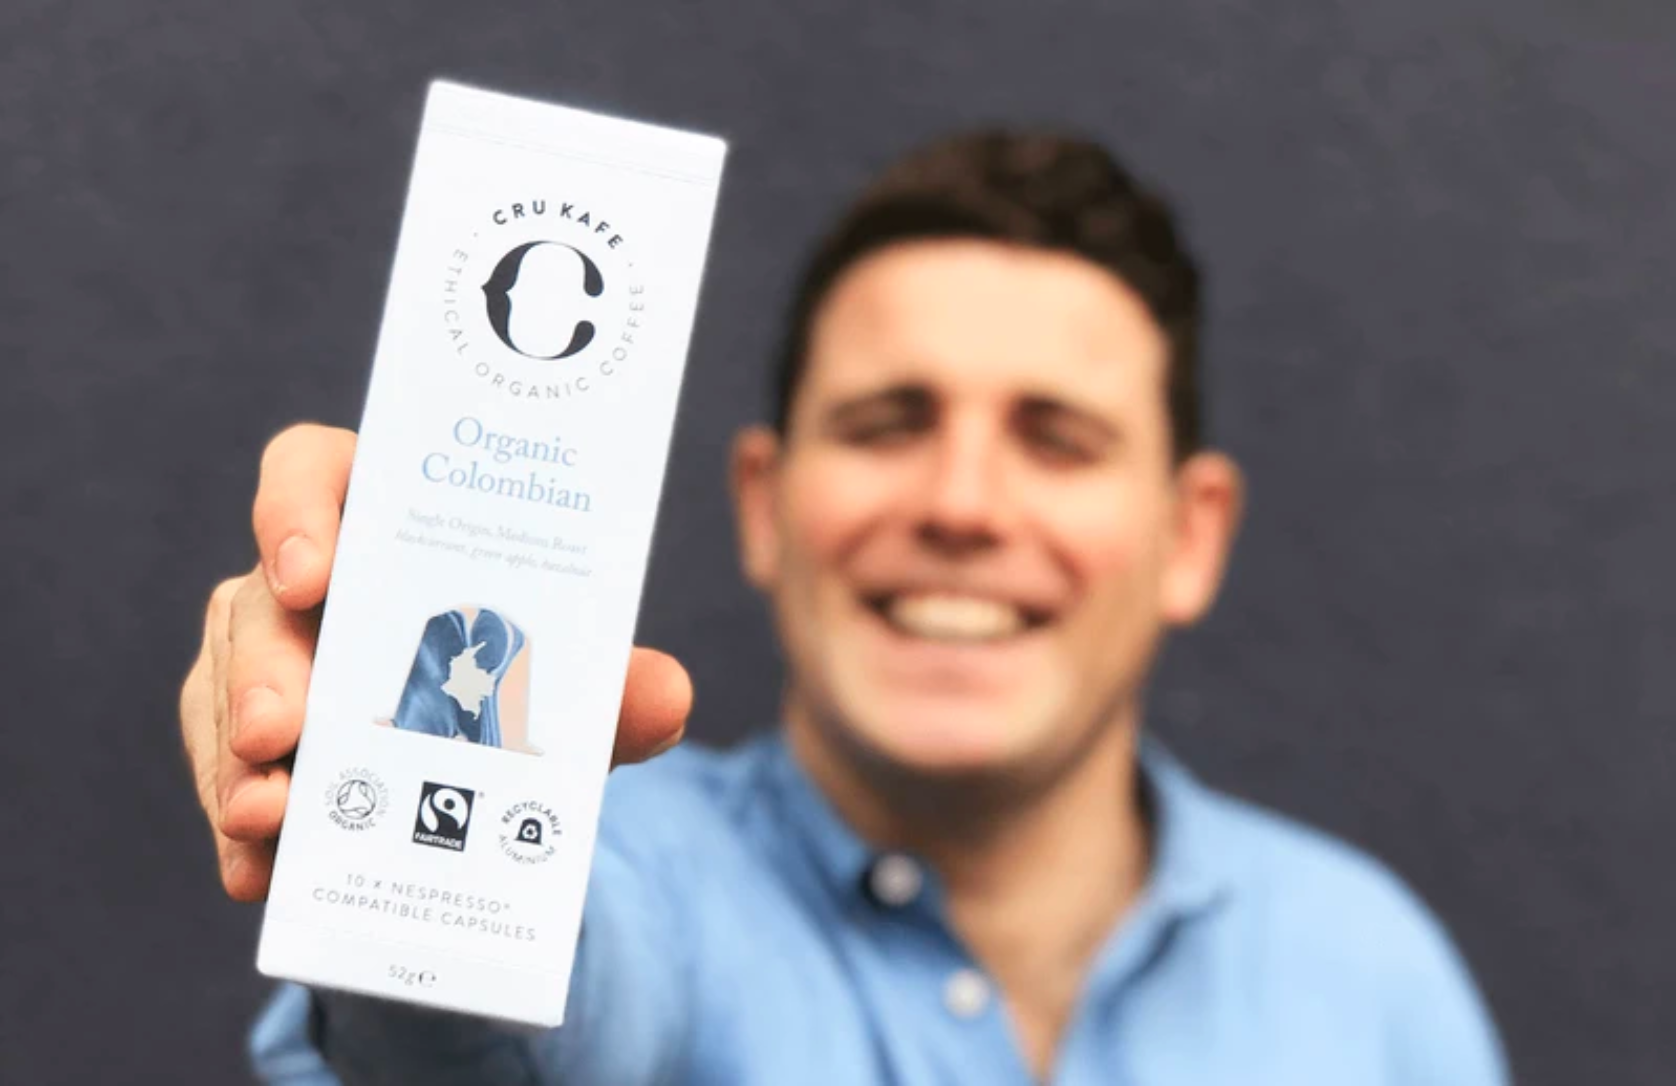 CRU KAFE
ETHICAL ORGANIC COFFEE
C
Organic
Colombian
Single Origin, Medium Roast
blackcurrant, green apple, hazelnut
SOIL ASSOCIATION
ORGANIC
FAIRTRADE
®
RECYCLABLE
ALUMINIUM
10 x NESPRESSO*
COMPATIBLE CAPSULES
52g ℮